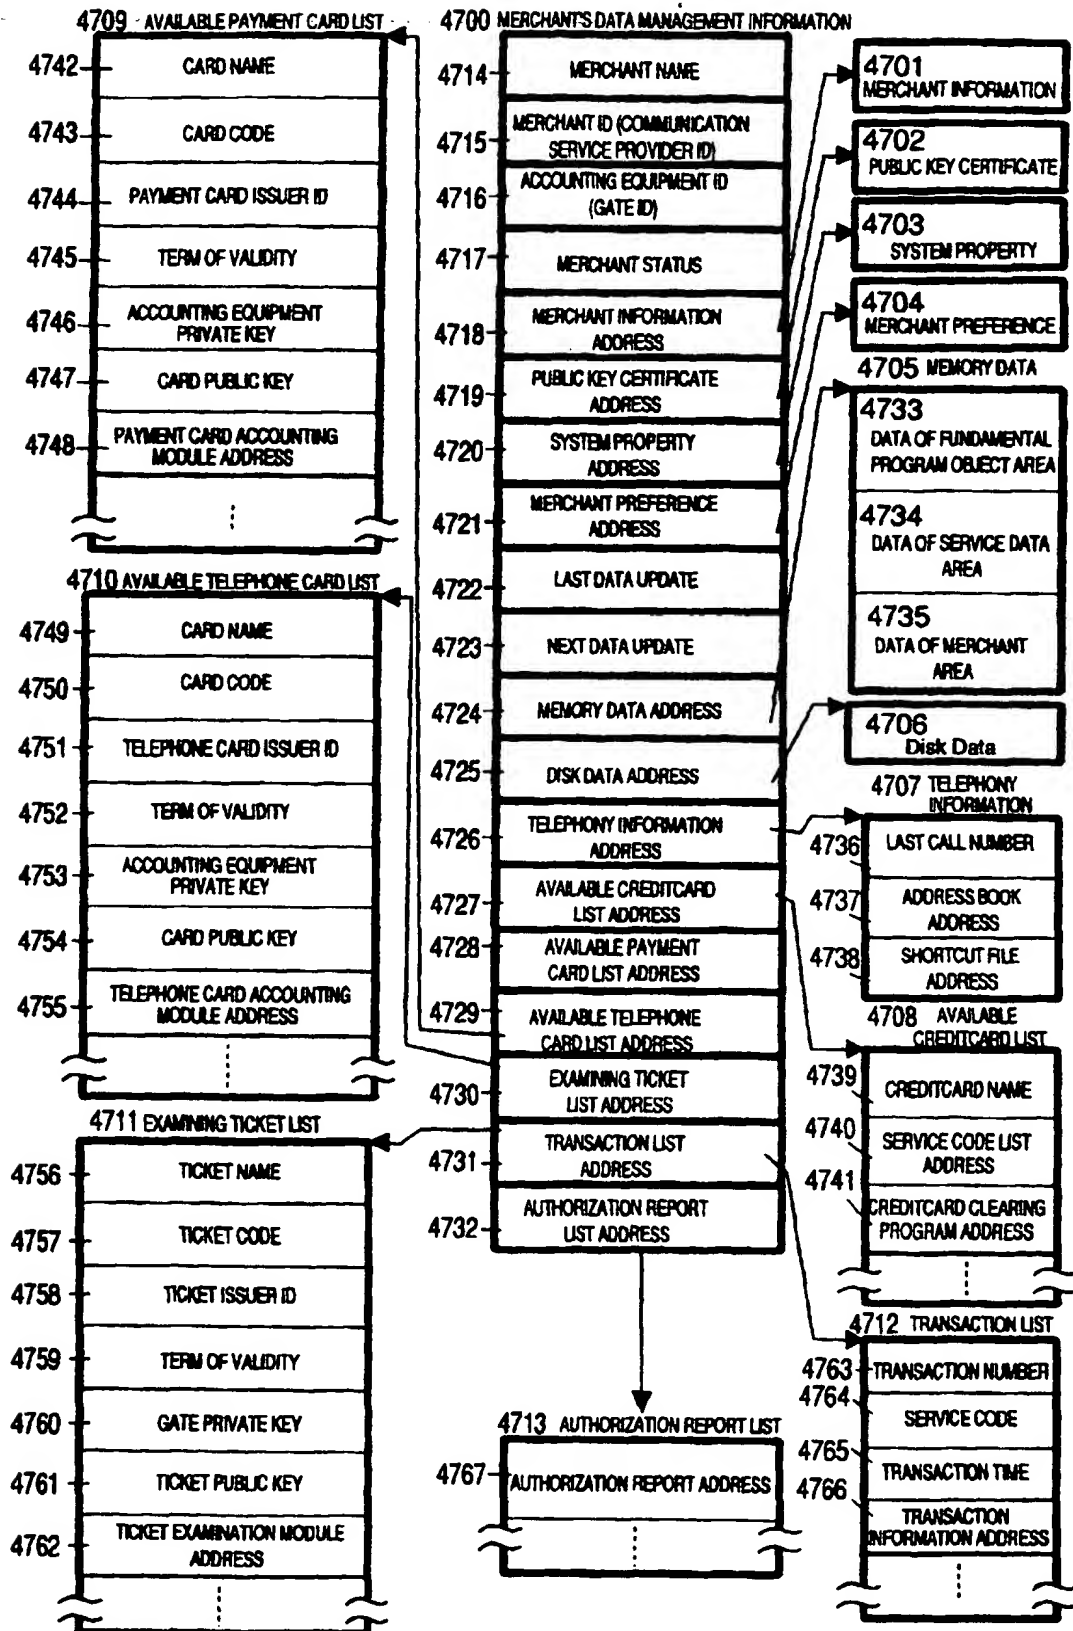 4709 AVAILABLE PAYMENT CARD LIST
4742 CARD NAME
4743 CARD CODE
4744 PAYMENT CARD ISSUER ID
4745 TERM OF VALIDITY
4746 ACCOUNTING EQUIPMENT
PRIVATE KEY
4747 CARD PUBLIC KEY
4748 PAYMENT CARD ACCOUNTING
MODULE ADDRESS
4710 AVAILABLE TELEPHONE CARD LIST
4749 CARD NAME
4750 CARD CODE
4751 TELEPHONE CARD ISSUER ID
4752 TERM OF VALIDITY
4753 ACCOUNTING EQUIPMENT
PRIVATE KEY
4754 CARD PUBLIC KEY
4755 TELEPHONE CARD ACCOUNTING
MODULE ADDRESS
4711 EXAMINING TICKET LIST
4756 TICKET NAME
4757 TICKET CODE
4758 TICKET ISSUER ID
4759 TERM OF VALIDITY
4760 GATE PRIVATE KEY
4761 TICKET PUBLIC KEY
4762 TICKET EXAMINATION MODULE
ADDRESS
4700 MERCHANT'S DATA MANAGEMENT INFORMATION
4714 MERCHANT NAME
4715 MERCHANT ID (COMMUNICATION
SERVICE PROVIDER ID)
4716 ACCOUNTING EQUIPMENT ID
(GATE ID)
4717 MERCHANT STATUS
4718 MERCHANT INFORMATION
ADDRESS
4719 PUBLIC KEY CERTIFICATE
ADDRESS
4720 SYSTEM PROPERTY
ADDRESS
4721 MERCHANT PREFERENCE
ADDRESS
4722 LAST DATA UPDATE
4723 NEXT DATA UPDATE
4724 MEMORY DATA ADDRESS
4725 DISK DATA ADDRESS
4726 TELEPHONY INFORMATION
ADDRESS
4727 AVAILABLE CREDITCARD
LIST ADDRESS
4728 AVAILABLE PAYMENT
CARD LIST ADDRESS
4729 AVAILABLE TELEPHONE
CARD LIST ADDRESS
4730 EXAMINING TICKET
LIST ADDRESS
4731 TRANSACTION LIST
ADDRESS
4732 AUTHORIZATION REPORT
LIST ADDRESS
4713 AUTHORIZATION REPORT LIST
4767 AUTHORIZATION REPORT ADDRESS
4701
MERCHANT INFORMATION
4702
PUBLIC KEY CERTIFICATE
4703
SYSTEM PROPERTY
4704
MERCHANT PREFERENCE
4705 MEMORY DATA
4733
DATA OF FUNDAMENTAL
PROGRAM OBJECT AREA
4734
DATA OF SERVICE DATA
AREA
4735
DATA OF MERCHANT
AREA
4706
Disk Data
4707 TELEPHONY
INFORMATION
4736 LAST CALL NUMBER
4737 ADDRESS BOOK
ADDRESS
4738 SHORTCUT FILE
ADDRESS
4708 AVAILABLE
CREDITCARD LIST
4739 CREDITCARD NAME
4740 SERVICE CODE LIST
ADDRESS
4741 CREDITCARD CLEARING
PROGRAM ADDRESS
4712 TRANSACTION LIST
4763 TRANSACTION NUMBER
4764 SERVICE CODE
4765 TRANSACTION TIME
4766 TRANSACTION
INFORMATION ADDRESS